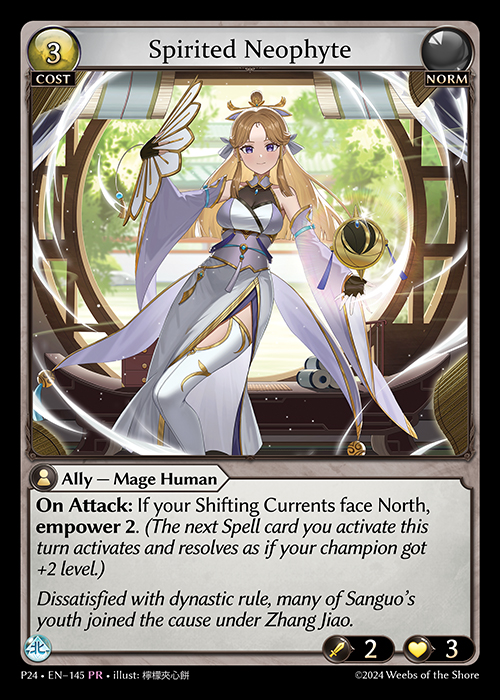 3
COST
Spirited Neophyte
NORM
Ally — Mage Human
On Attack: If your Shifting Currents face North,
empower 2. (The next Spell card you activate this
turn activates and resolves as if your champion got
+2 level.)
Dissatisfied with dynastic rule, many of Sanguo's
youth joined the cause under Zhang Jiao.
北
2
3
P24 • EN–145 PR • illust: 檸檬夾心餅
©2024 Weebs of the Shore